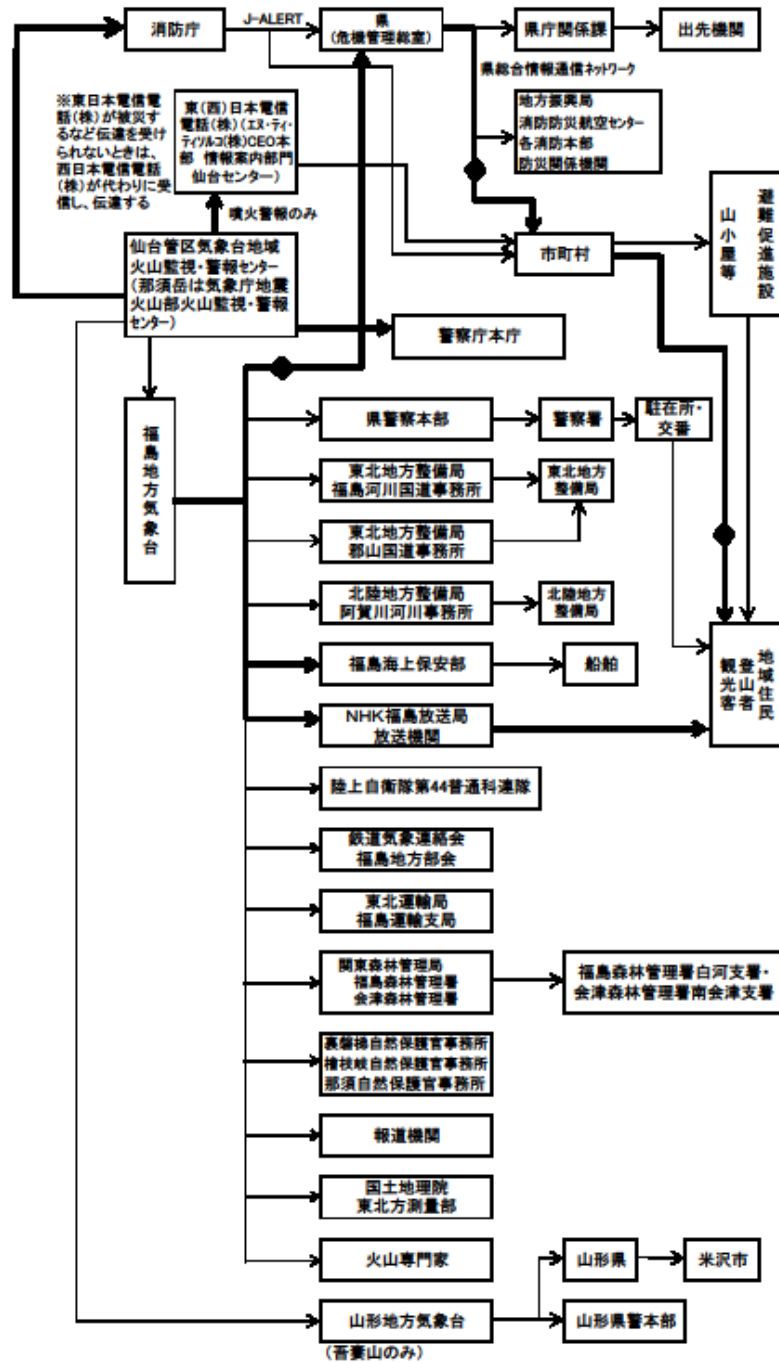 消防庁
J-ALERT
県
(危機管理総室)
県庁関係課
出先機関
県総合情報通信ネットワーク
※東日本電信電
話(株)が被災す
るなど伝達を受け
られないときは、
西日本電信電話
(株)が代わりに受
信し、伝達する
東(西)日本電信
電話(株)(エヌ・ティ・
ティソルコ(株)CEO本
部 情報案内部門
仙台センター)
地方振興局
消防防災航空センター
各消防本部
防災関係機関
噴火警報のみ
市町村
避難促進施設
山小屋等
仙台管区気象台地域
火山監視・警報センター
(那須岳は気象庁地震
火山部火山監視・警報
センター)
警察庁本庁
福島地方気象台
県警察本部
警察署
駐在所・
交番
東北地方整備局
福島河川国道事務所
東北地方
整備局
東北地方整備局
郡山国道事務所
北陸地方整備局
阿賀川河川事務所
北陸地方
整備局
福島海上保安部
船舶
地域住民
登山者
観光客
NHK福島放送局
放送機関
陸上自衛隊第44普通科連隊
鉄道気象連絡会
福島地方部会
東北運輸局
福島運輸支局
関東森林管理局
福島森林管理署
会津森林管理署
福島森林管理署白河支署・
会津森林管理署南会津支署
裏磐梯自然保護官事務所
檜枝岐自然保護官事務所
那須自然保護官事務所
報道機関
国土地理院
東北方測量部
火山専門家
山形県
米沢市
山形地方気象台
(吾妻山のみ)
山形県警本部